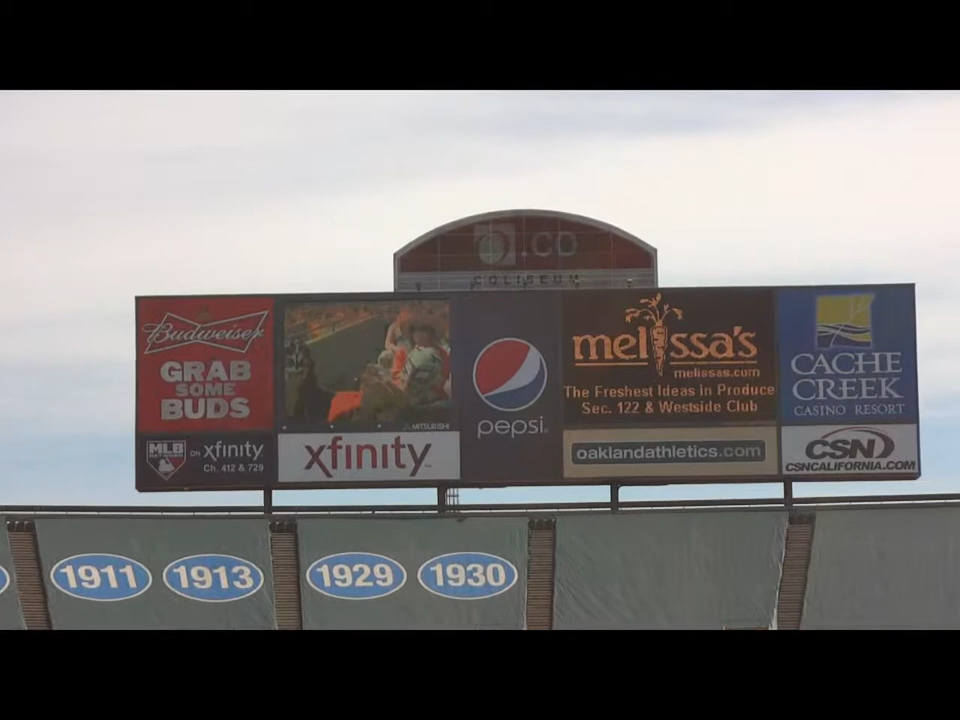 .co
COLISEUM
Budweiser
GRAB
SOME
BUDS
MITSUBISHI
pepsi
melissa's
melissas.com
The Freshest Ideas in Produce
Sec. 122 & Westside Club
CACHE
CREEK
CASINO RESORT
MLB
NETWORK
ON xfinity
Ch. 412 & 729
xfinity
oaklandathletics.com
CSN
CSNCALIFORNIA.COM
1911
1913
1929
1930